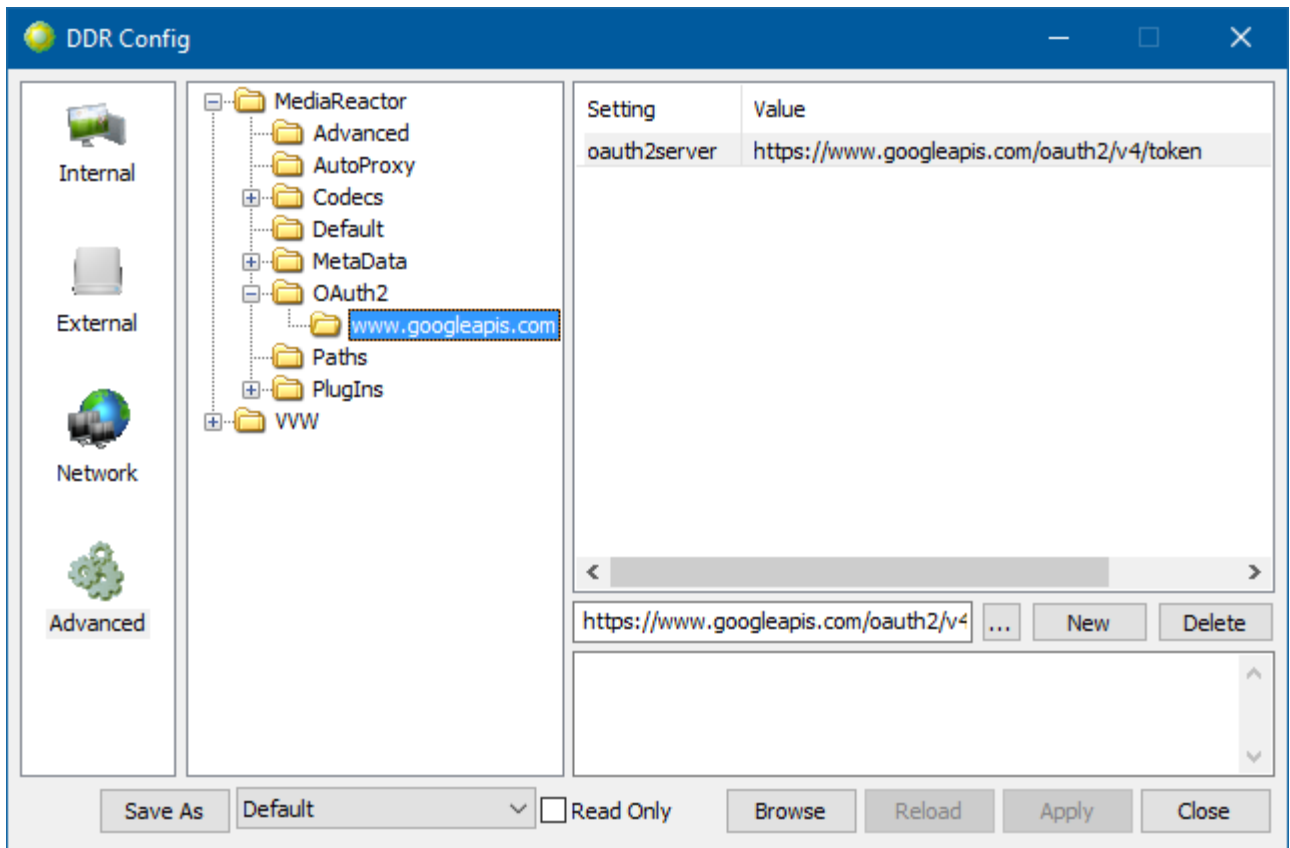 DDR Config
Internal
External
Network
Advanced
MediaReactor
Advanced
AutoProxy
Codecs
Default
MetaData
OAuth2
www.googleapis.com
Paths
PlugIns
VVW
Setting Value
oauth2server https://www.googleapis.com/oauth2/v4/token
https://www.googleapis.com/oauth2/v4 ... New Delete
Save As Default Read Only Browse Reload Apply Close